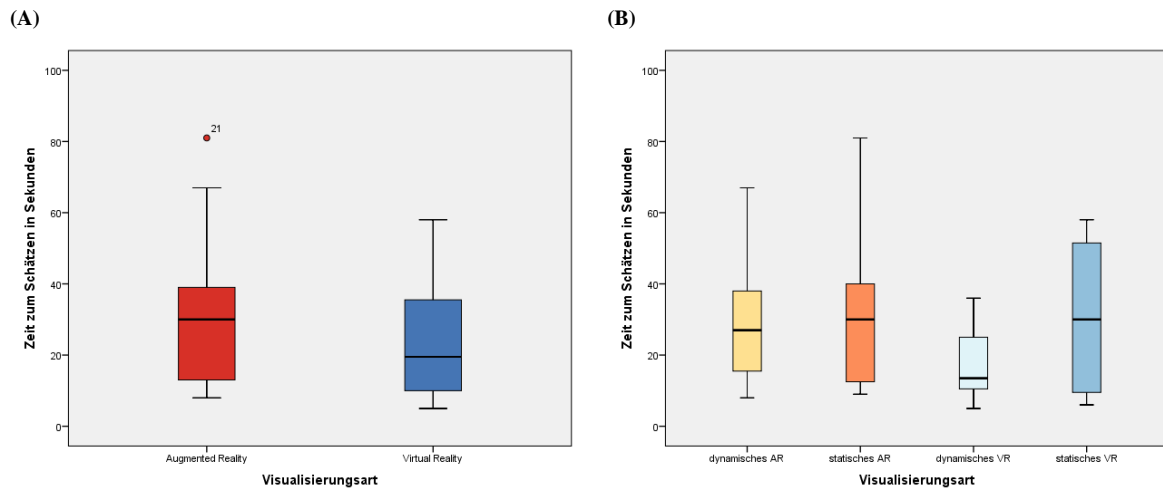 (A)
Zeit zum Schätzen in Sekunden
100
80
60
40
20
0
21
Augmented Reality
Virtual Reality
Visualisierungsart
(B)
Zeit zum Schätzen in Sekunden
100
80
60
40
20
0
dynamisches AR
statisches AR
dynamisches VR
statisches VR
Visualisierungsart